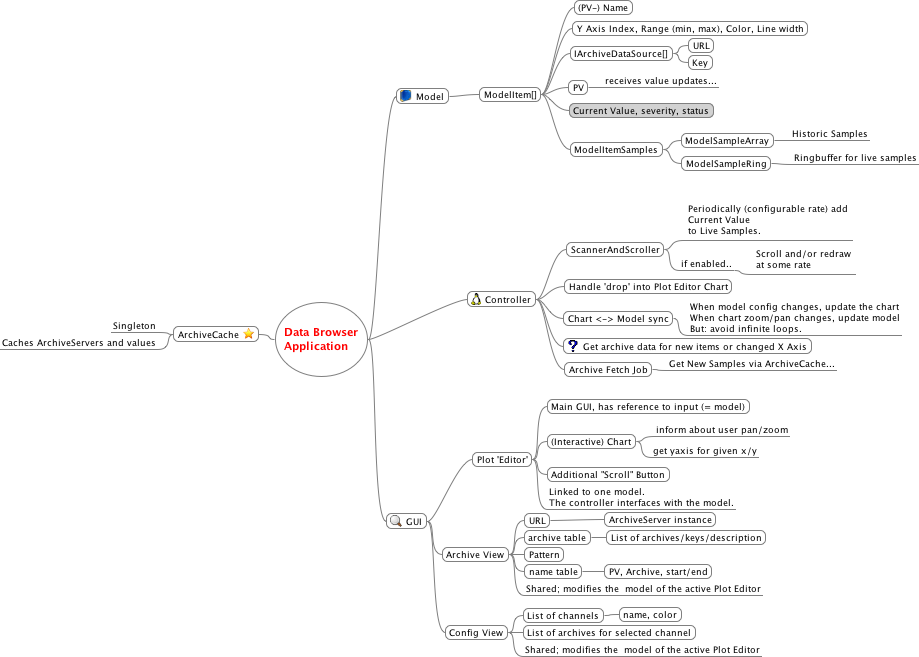 Data Browser
Application
ArchiveCache
Singleton
Caches ArchiveServers and values
Model
ModelItem[]
(PV-) Name
Y Axis Index, Range (min, max), Color, Line width
IArchiveDataSource[]
URL
Key
PV
receives value updates...
Current Value, severity, status
ModelItemSamples
ModelSampleArray
Historic Samples
ModelSampleRing
Ringbuffer for live samples
Controller
ScannerAndScroller
Periodically (configurable rate) add
Current Value
to Live Samples.
if enabled..
Scroll and/or redraw
at some rate
Handle 'drop' into Plot Editor Chart
Chart <-> Model sync
When model config changes, update the chart
When chart zoom/pan changes, update model
But: avoid infinite loops.
? Get archive data for new items or changed X Axis
Archive Fetch Job
Get New Samples via ArchiveCache...
GUI
Plot 'Editor'
Main GUI, has reference to input (= model)
(Interactive) Chart
inform about user pan/zoom
get yaxis for given x/y
Additional "Scroll" Button
Linked to one model.
The controller interfaces with the model.
Archive View
URL
ArchiveServer instance
archive table
List of archives/keys/description
Pattern
name table
PV, Archive, start/end
Shared; modifies the  model of the active Plot Editor
Config View
List of channels
name, color
List of archives for selected channel
Shared; modifies the  model of the active Plot Editor